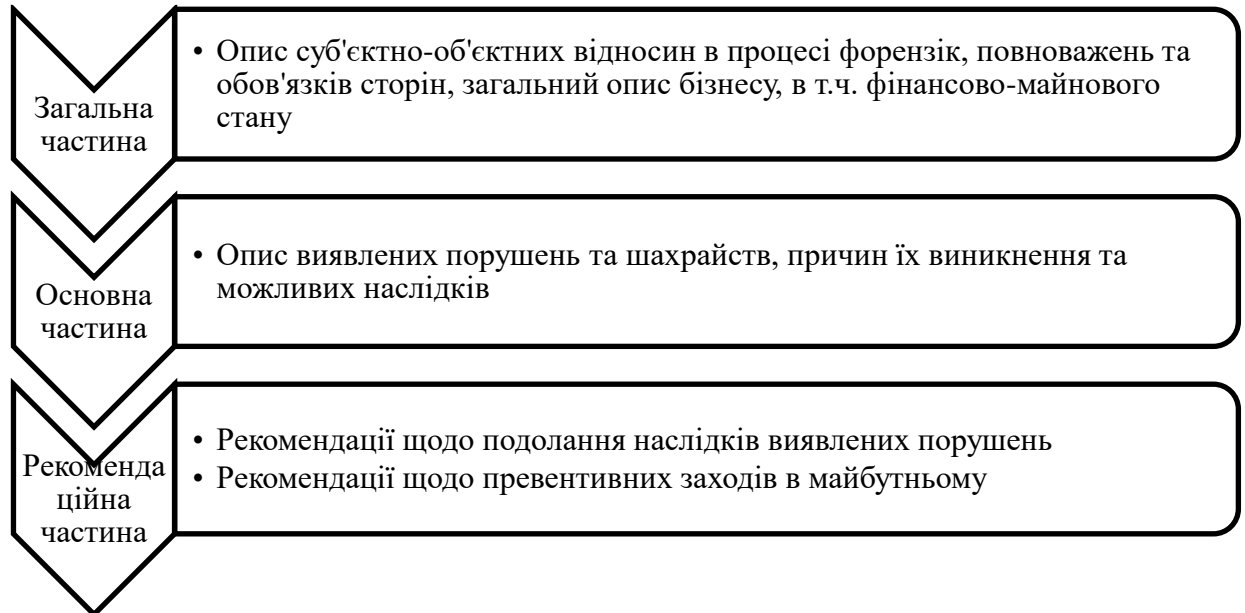 Загальна
частина
• Опис суб'єктно-об'єктних відносин в процесі форензік, повноважень та
обов'язків сторін, загальний опис бізнесу, в т.ч. фінансово-майнового
стану
Основна
частина
• Опис виявлених порушень та шахрайств, причин їх виникнення та
можливих наслідків
Рекоменда
ційна
частина
• Рекомендації щодо подолання наслідків виявлених порушень
• Рекомендації щодо превентивних заходів в майбутньому